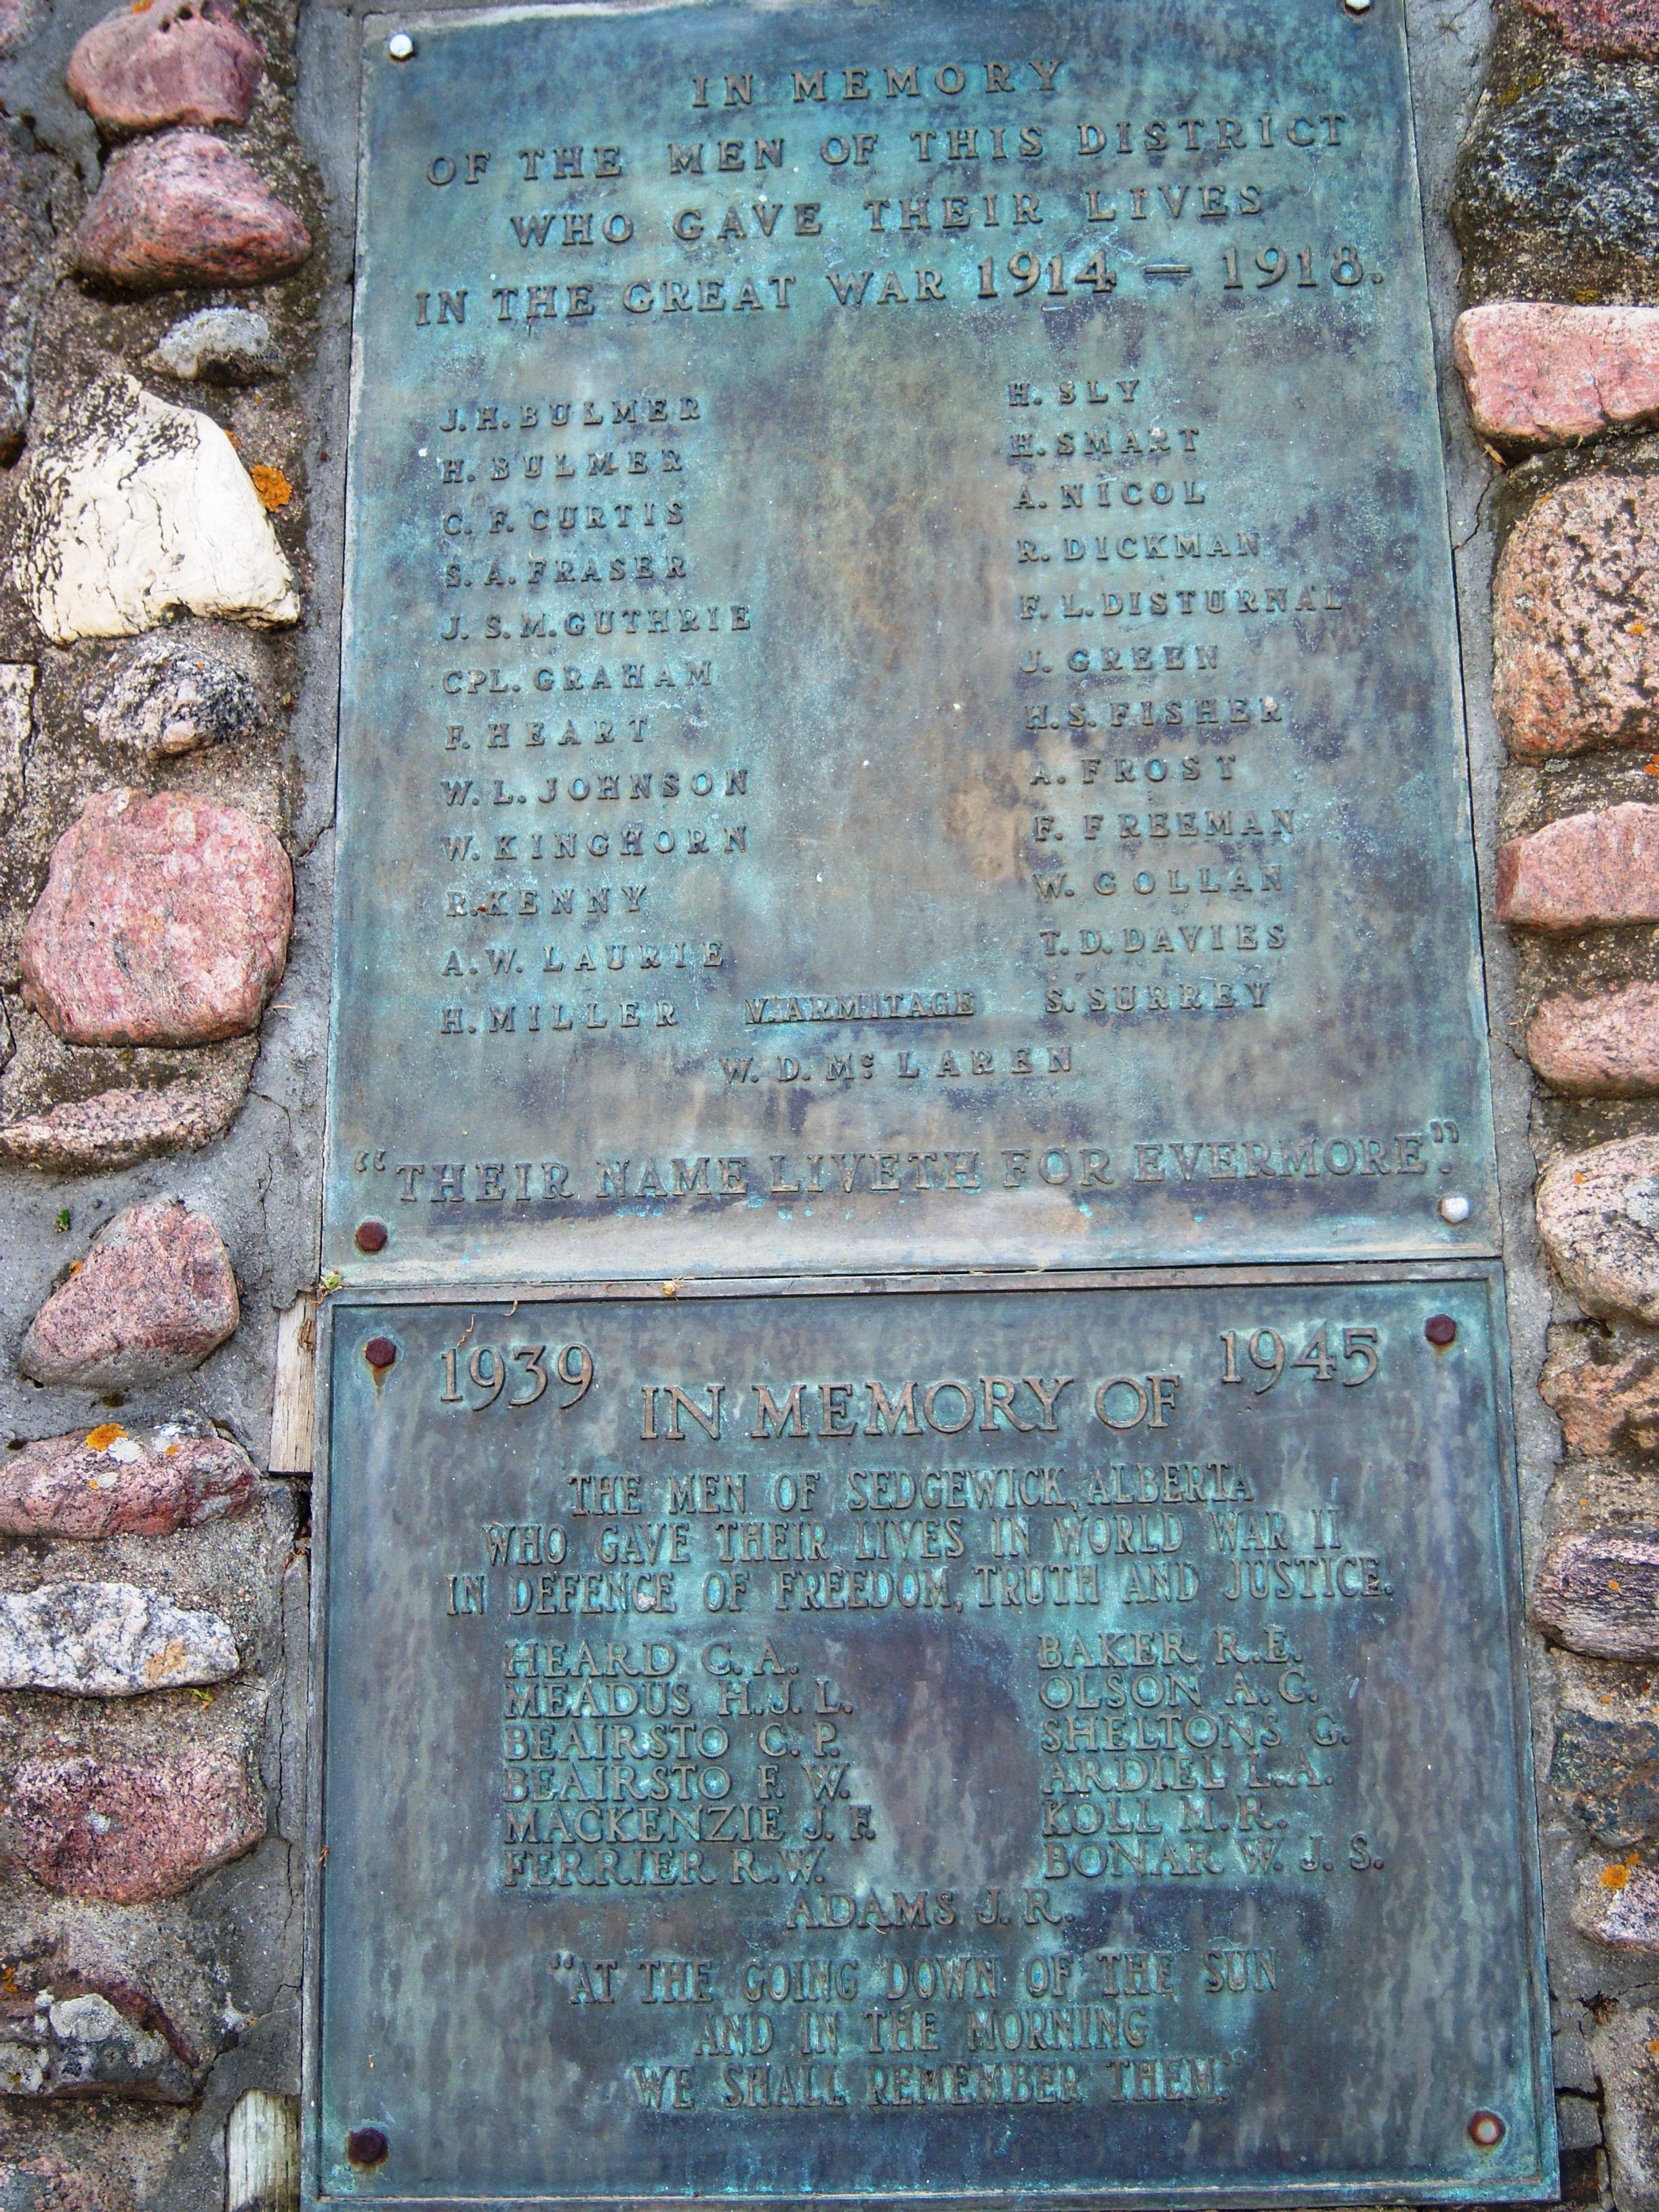 IN MEMORY
OF THE MEN OF THIS DISTRICT
WHO GAVE THEIR LIVES
IN THE GREAT WAR 1914 — 1918.
J. H. BULMER
H. BULMER
C. F. CURTIS
S. A. FRASER
J. S. M. GUTHRIE
CPL. GRAHAM
F. HEART
W. L. JOHNSON
W. KINGHORN
R. KENNY
A. W. LAURIE
H. MILLER
H. SLY
H. SMART
A. NICOL
R. DICKMAN
F. L. DISTURNAL
J. GREEN
H. S. FISHER
A. FROST
F. FREEMAN
W. GOLLAN
T. D. DAVIES
S. SURREY
V. ARMITAGE
W. D. Mc LAREN
“THEIR NAME LIVETH FOR EVERMORE”.
1939 1945
IN MEMORY OF
THE MEN OF SEDGEWICK, ALBERTA
WHO GAVE THEIR LIVES IN WORLD WAR II
IN DEFENCE OF FREEDOM, TRUTH AND JUSTICE.
HEARD C. A.
MEADUS H. J. L.
BEAIRSTO C. P.
BEAIRSTO F. W.
MACKENZIE J. F.
FERRIER R. W.
BAKER R. E.
OLSON A. C.
SHELTONS G.
ARDIEL L. A.
KOLL M. R.
BONAR W. J. S.
ADAMS J. R.
"AT THE GOING DOWN OF THE SUN
AND IN THE MORNING
WE SHALL REMEMBER THEM."